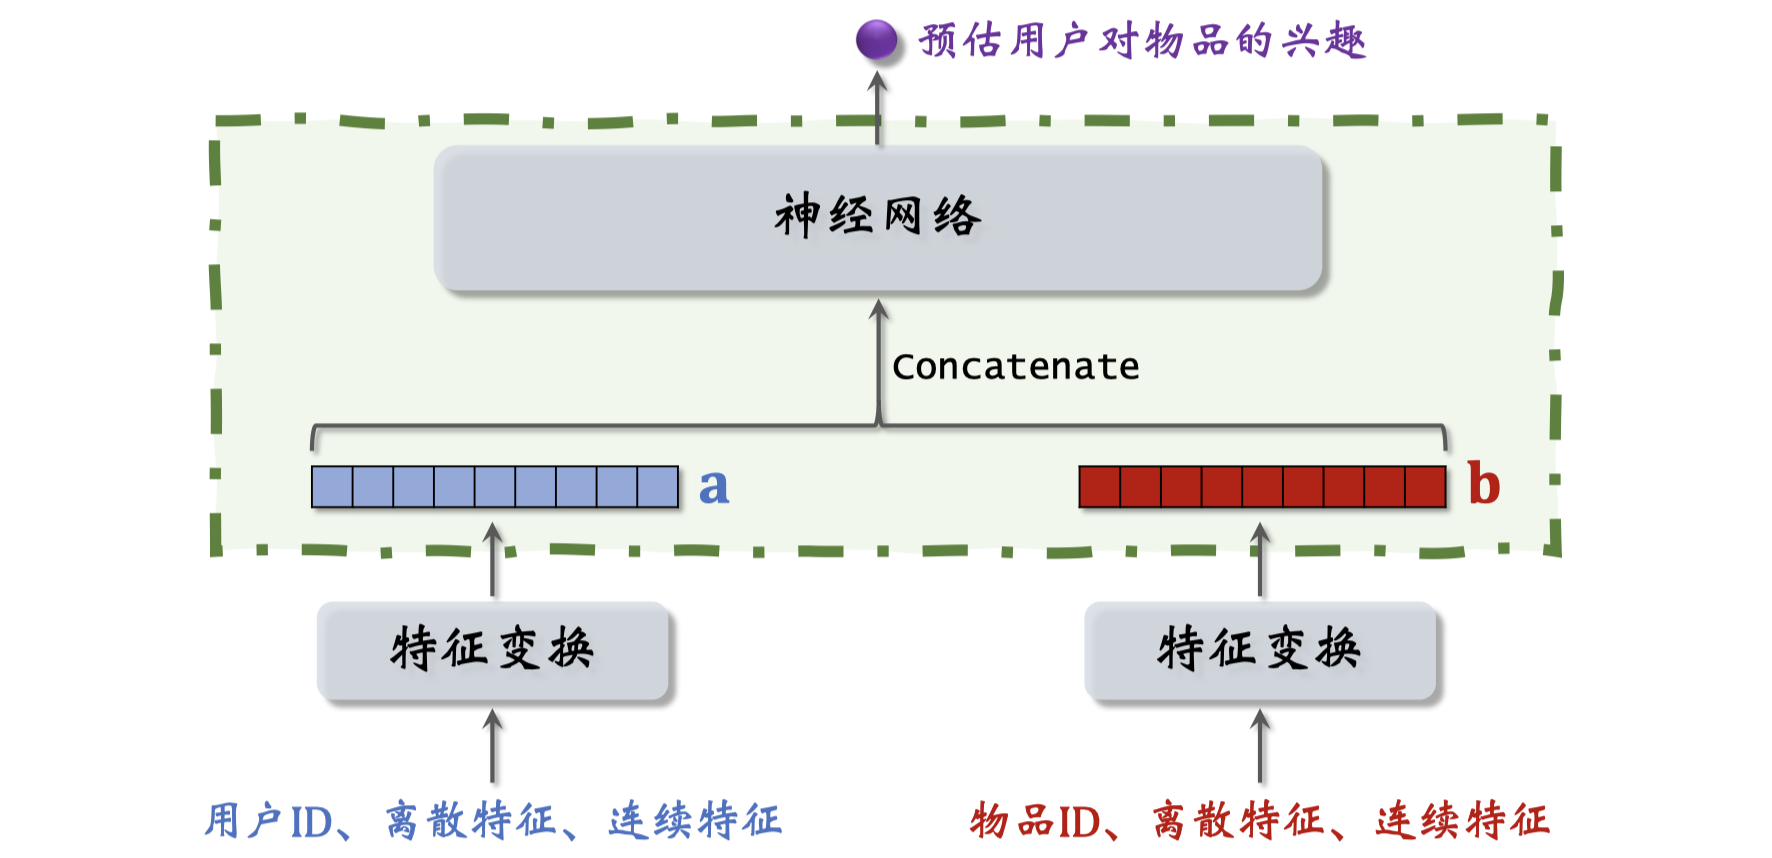 预估用户对物品的兴趣
神经网络
Concatenate
a
b
特征变换
特征变换
用户ID、离散特征、连续特征
物品ID、离散特征、连续特征